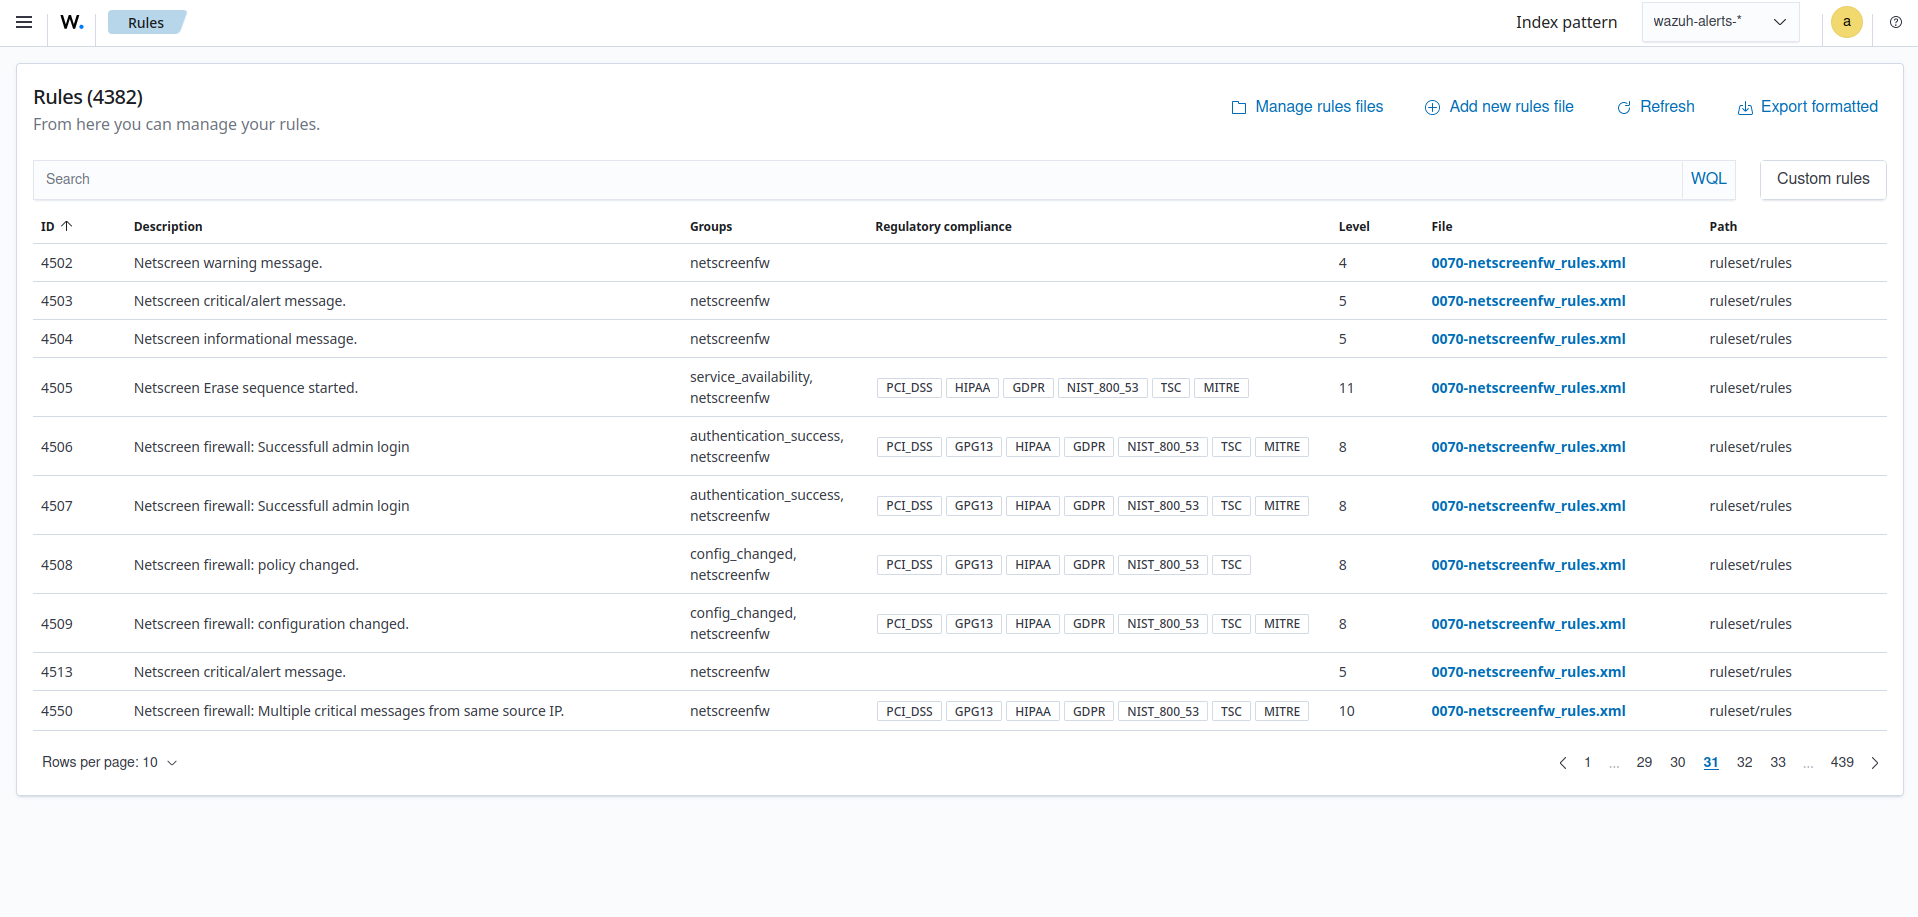 W. Rules Index pattern wazuh-alerts-* a
Rules (4382)
From here you can manage your rules.
Manage rules files Add new rules file Refresh Export formatted
Search WQL Custom rules
ID Description Groups Regulatory compliance Level File Path
4502 Netscreen warning message. netscreenfw 4 0070-netscreenfw_rules.xml ruleset/rules
4503 Netscreen critical/alert message. netscreenfw 5 0070-netscreenfw_rules.xml ruleset/rules
4504 Netscreen informational message. netscreenfw 5 0070-netscreenfw_rules.xml ruleset/rules
4505 Netscreen Erase sequence started. service_availability, netscreenfw PCI_DSS HIPAA GDPR NIST_800_53 TSC MITRE 11 0070-netscreenfw_rules.xml ruleset/rules
4506 Netscreen firewall: Successfull admin login authentication_success, netscreenfw PCI_DSS GPG13 HIPAA GDPR NIST_800_53 TSC MITRE 8 0070-netscreenfw_rules.xml ruleset/rules
4507 Netscreen firewall: Successfull admin login authentication_success, netscreenfw PCI_DSS GPG13 HIPAA GDPR NIST_800_53 TSC MITRE 8 0070-netscreenfw_rules.xml ruleset/rules
4508 Netscreen firewall: policy changed. config_changed, netscreenfw PCI_DSS GPG13 HIPAA GDPR NIST_800_53 TSC 8 0070-netscreenfw_rules.xml ruleset/rules
4509 Netscreen firewall: configuration changed. config_changed, netscreenfw PCI_DSS GPG13 HIPAA GDPR NIST_800_53 TSC MITRE 8 0070-netscreenfw_rules.xml ruleset/rules
4513 Netscreen critical/alert message. netscreenfw 5 0070-netscreenfw_rules.xml ruleset/rules
4550 Netscreen firewall: Multiple critical messages from same source IP. netscreenfw PCI_DSS GPG13 HIPAA GDPR NIST_800_53 TSC MITRE 10 0070-netscreenfw_rules.xml ruleset/rules
Rows per page: 10 1 ... 29 30 31 32 33 ... 439